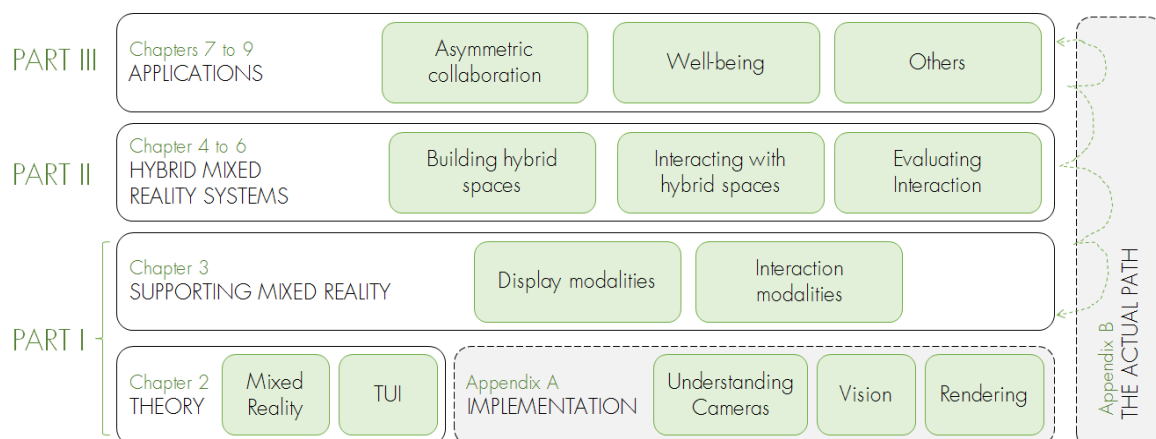 PART III
Chapters 7 to 9
APPLICATIONS
Asymmetric
collaboration
Well-being
Others
PART II
Chapter 4 to 6
HYBRID MIXED
REALITY SYSTEMS
Building hybrid
spaces
Interacting with
hybrid spaces
Evaluating
Interaction
PART I
Chapter 3
SUPPORTING MIXED REALITY
Display modalities
Interaction
modalities
Chapter 2
THEORY
Mixed
Reality
TUI
Appendix A
IMPLEMENTATION
Understanding
Cameras
Vision
Rendering
Appendix B
THE ACTUAL PATH